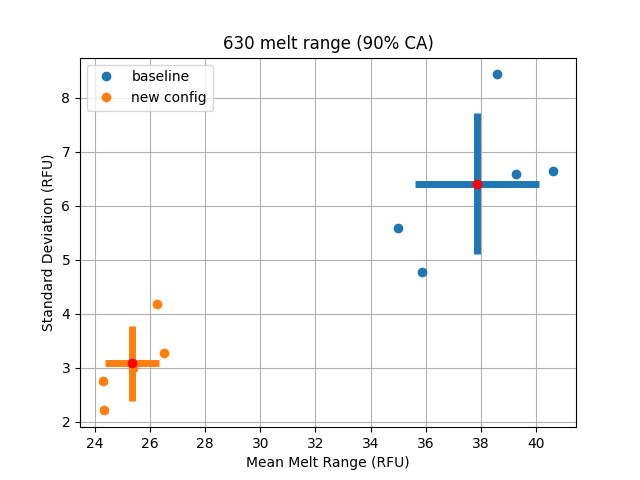 630 melt range (90% CA)
baseline
new config
Standard Deviation (RFU)
8
7
6
5
4
3
2
24 26 28 30 32 34 36 38 40
Mean Melt Range (RFU)